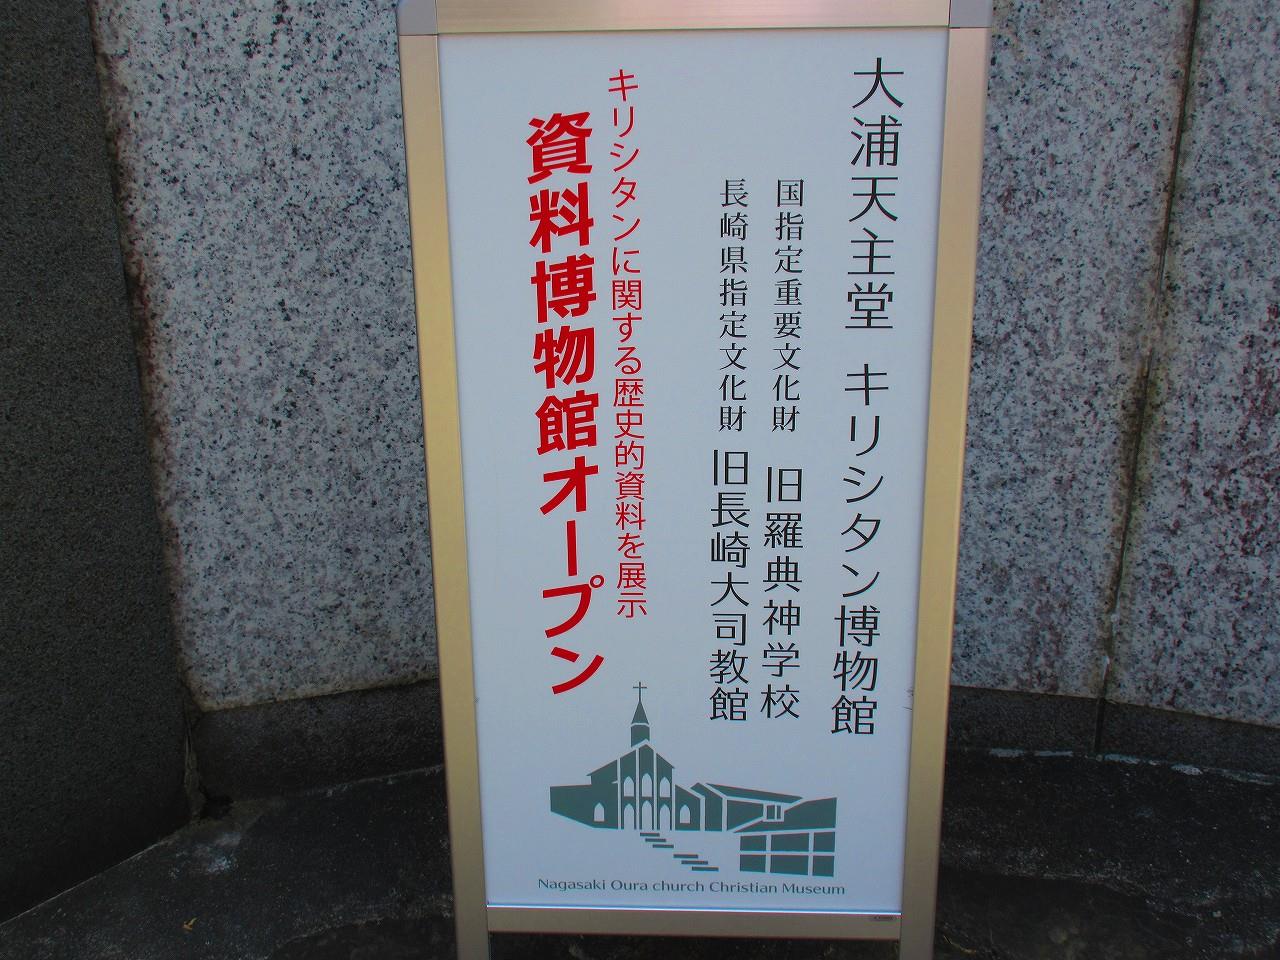 大浦天主堂 キリシタン博物館
国指定重要文化財 旧羅典神学校
長崎県指定文化財 旧長崎大司教館
キリシタンに関する歴史的資料を展示
資料博物館オープン
Nagasaki Oura church Christian Museum